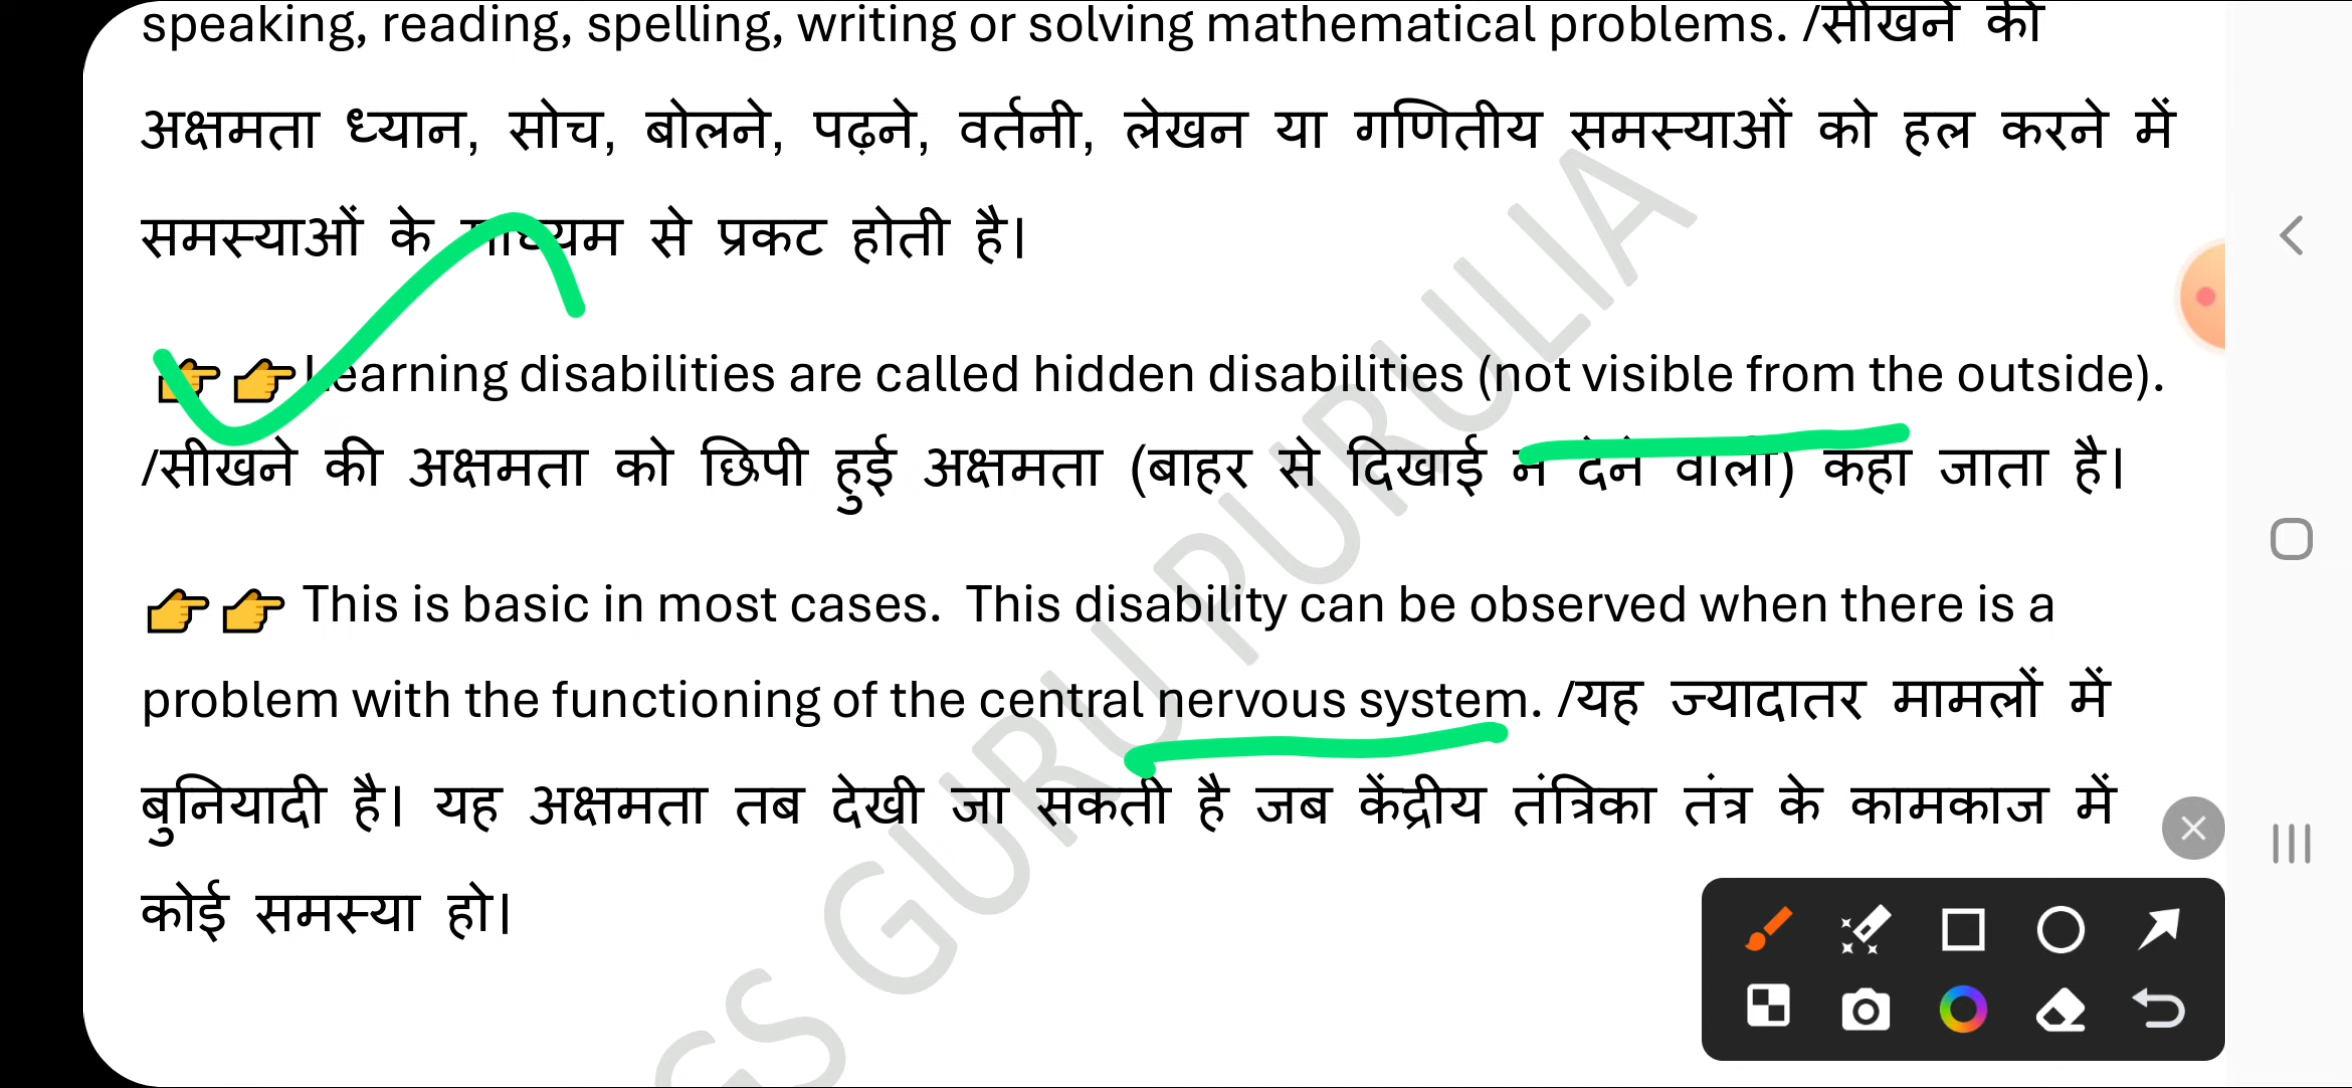 speaking, reading, spelling, writing or solving mathematical problems. /सीखने की
अक्षमता ध्यान, सोच, बोलने, पढ़ने, वर्तनी, लेखन या गणितीय समस्याओं को हल करने में
समस्याओं के माध्यम से प्रकट होती है।
👉👉Learning disabilities are called hidden disabilities (not visible from the outside).
/सीखने की अक्षमता को छिपी हुई अक्षमता (बाहर से दिखाई न देने वाली) कहा जाता है।
👉👉 This is basic in most cases. This disability can be observed when there is a
problem with the functioning of the central nervous system. /यह ज्यादातर मामलों में
बुनियादी है। यह अक्षमता तब देखी जा सकती है जब केंद्रीय तंत्रिका तंत्र के कामकाज में
कोई समस्या हो।
GS GURU PURULIA